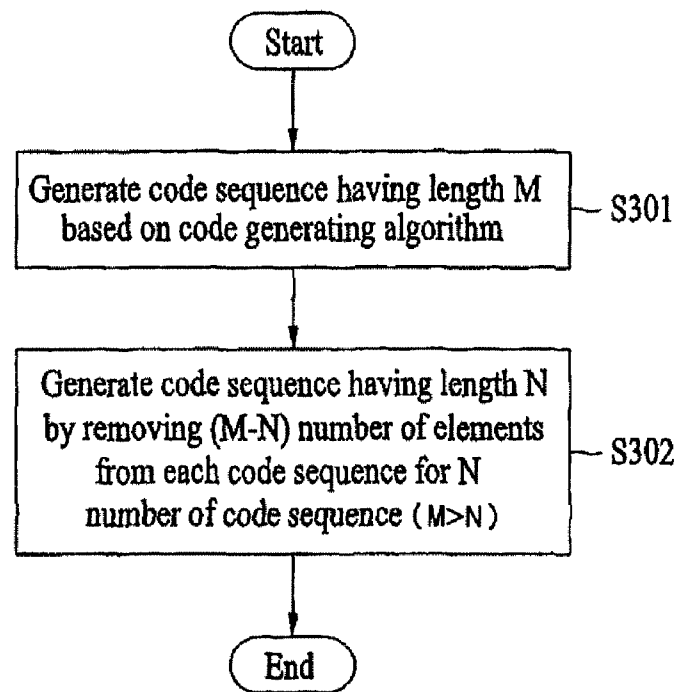 Start
Generate code sequence having length M
based on code generating algorithm
S301
Generate code sequence having length N
by removing (M-N) number of elements
from each code sequence for N
number of code sequence (M>N)
S302
End